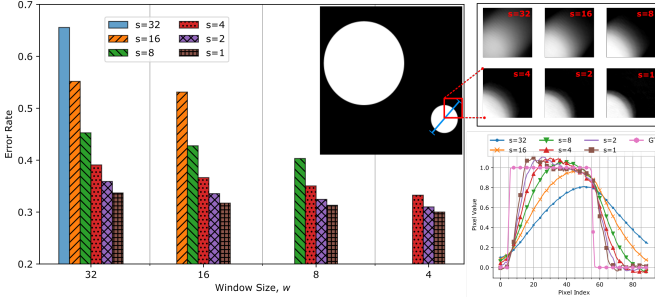 0.7
0.6
0.5
0.4
0.3
0.2
Error Rate
s=32
s=16
s=8
s=4
s=2
s=1
32
16
8
4
Window Size, w
s=32
s=16
s=8
s=4
s=2
s=1
s=32
s=16
s=8
s=4
s=2
s=1
G
1.0
0.8
0.6
0.4
0.2
0.0
Pixel Value
0
20
40
60
80
Pixel Index